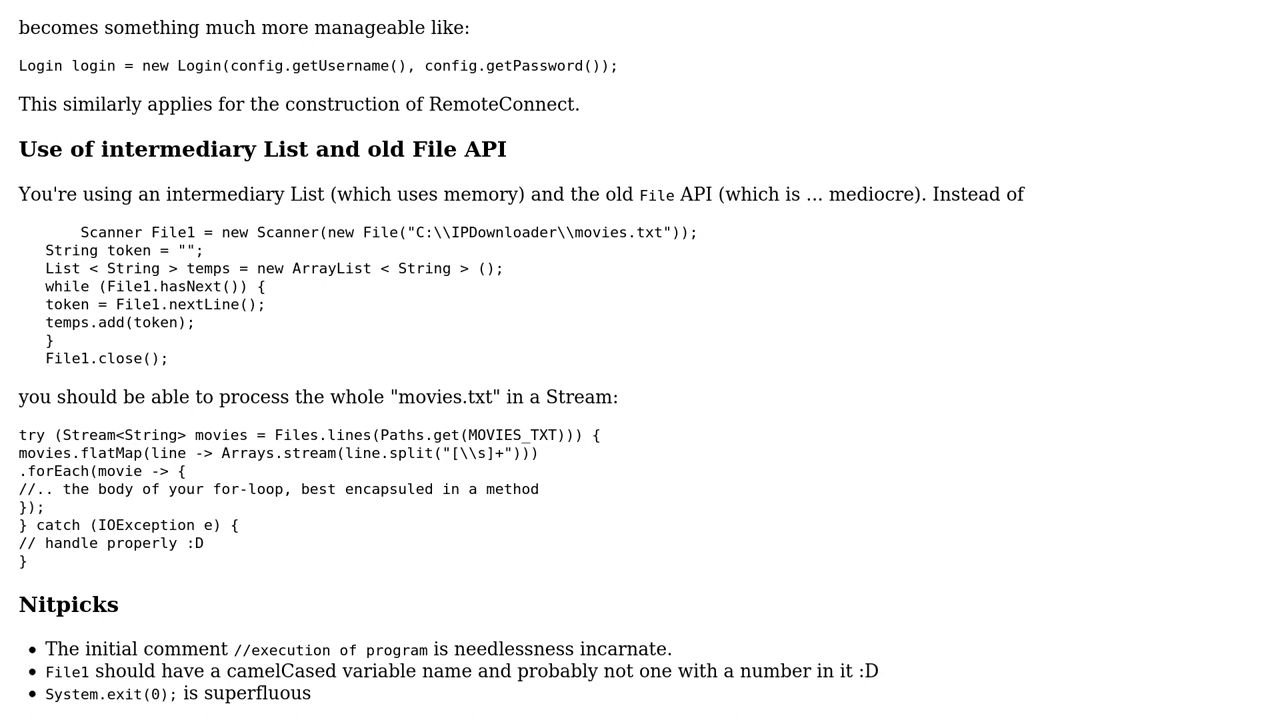 becomes something much more manageable like:
Login login = new Login(config.getUsername(), config.getPassword());
This similarly applies for the construction of RemoteConnect.
Use of intermediary List and old File API
You're using an intermediary List (which uses memory) and the old File API (which is ... mediocre). Instead of
Scanner File1 = new Scanner(new File("C:\\IPDownloader\\movies.txt"));
String token = "";
List < String > temps = new ArrayList < String > ();
while (File1.hasNext()) {
token = File1.nextLine();
temps.add(token);
}
File1.close();
you should be able to process the whole "movies.txt" in a Stream:
try (Stream<String> movies = Files.lines(Paths.get(MOVIES_TXT))) {
movies.flatMap(line -> Arrays.stream(line.split("[\\s]+")))
.forEach(movie -> {
//.. the body of your for-loop, best encapsuled in a method
});
} catch (IOException e) {
// handle properly :D
}
Nitpicks
• The initial comment //execution of program is needlessness incarnate.
• File1 should have a camelCased variable name and probably not one with a number in it :D
• System.exit(0); is superfluous